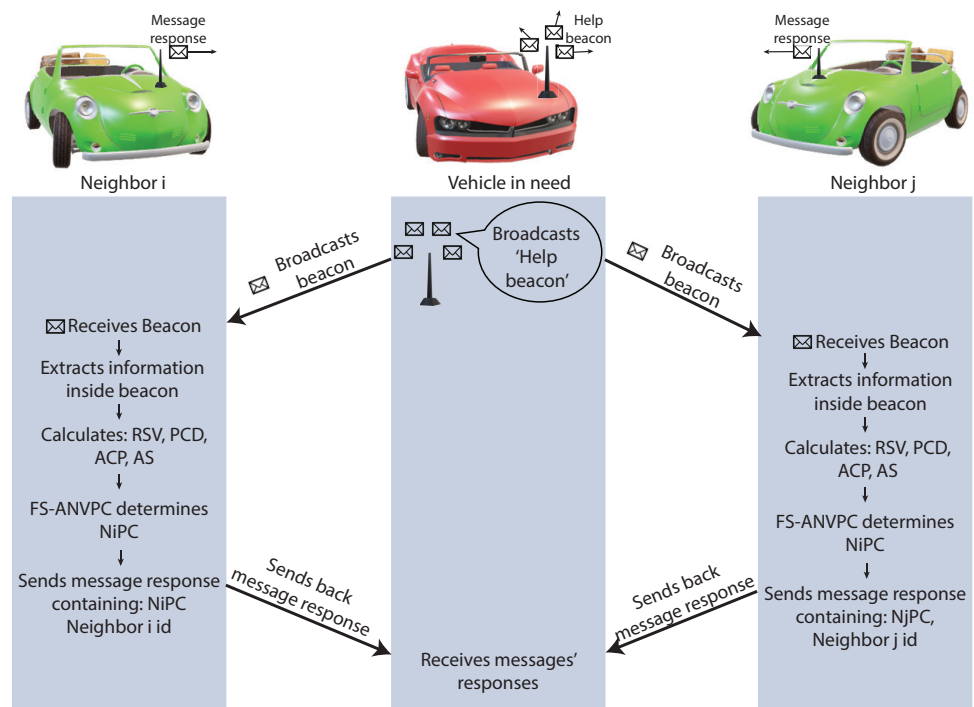 Message
response
Help
beacon
Message
response
Neighbor i
Vehicle in need
Neighbor j
Broadcasts
beacon
Broadcasts
'Help
beacon'
Broadcasts
beacon
Receives Beacon
Extracts information
inside beacon
Calculates: RSV, PCD,
ACP, AS
FS-ANVPC determines
NiPC
Sends message response
containing: NiPC
Neighbor i id
Receives Beacon
Extracts information
inside beacon
Calculates: RSV, PCD,
ACP, AS
FS-ANVPC determines
NiPC
Sends message response
containing: NjPC,
Neighbor j id
Sends back
message response
Sends back
message response
Receives messages'
responses